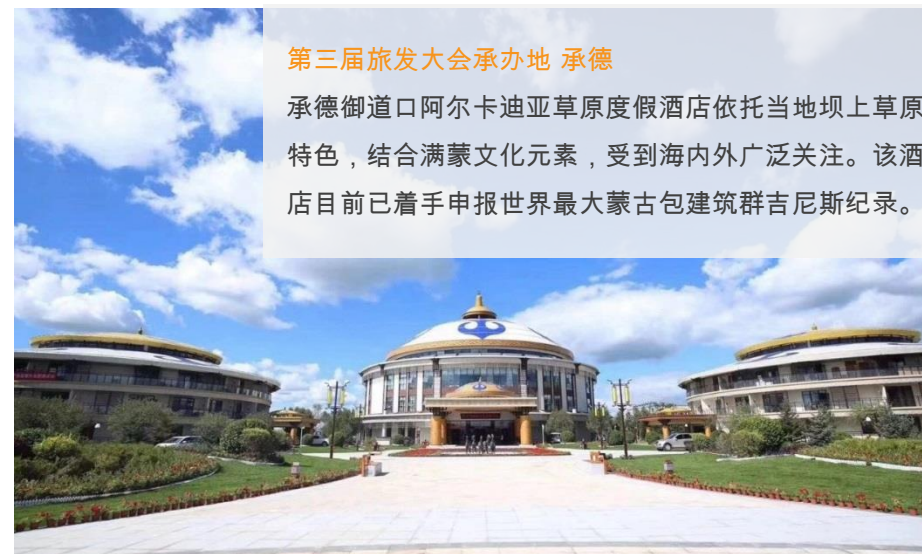 第三届旅发大会承办地 承德
承德御道口阿尔卡迪亚草原度假酒店依托当地坝上草原
特色，结合满蒙文化元素，受到海内外广泛关注。该酒
店目前已着手申报世界最大蒙古包建筑群吉尼斯纪录。